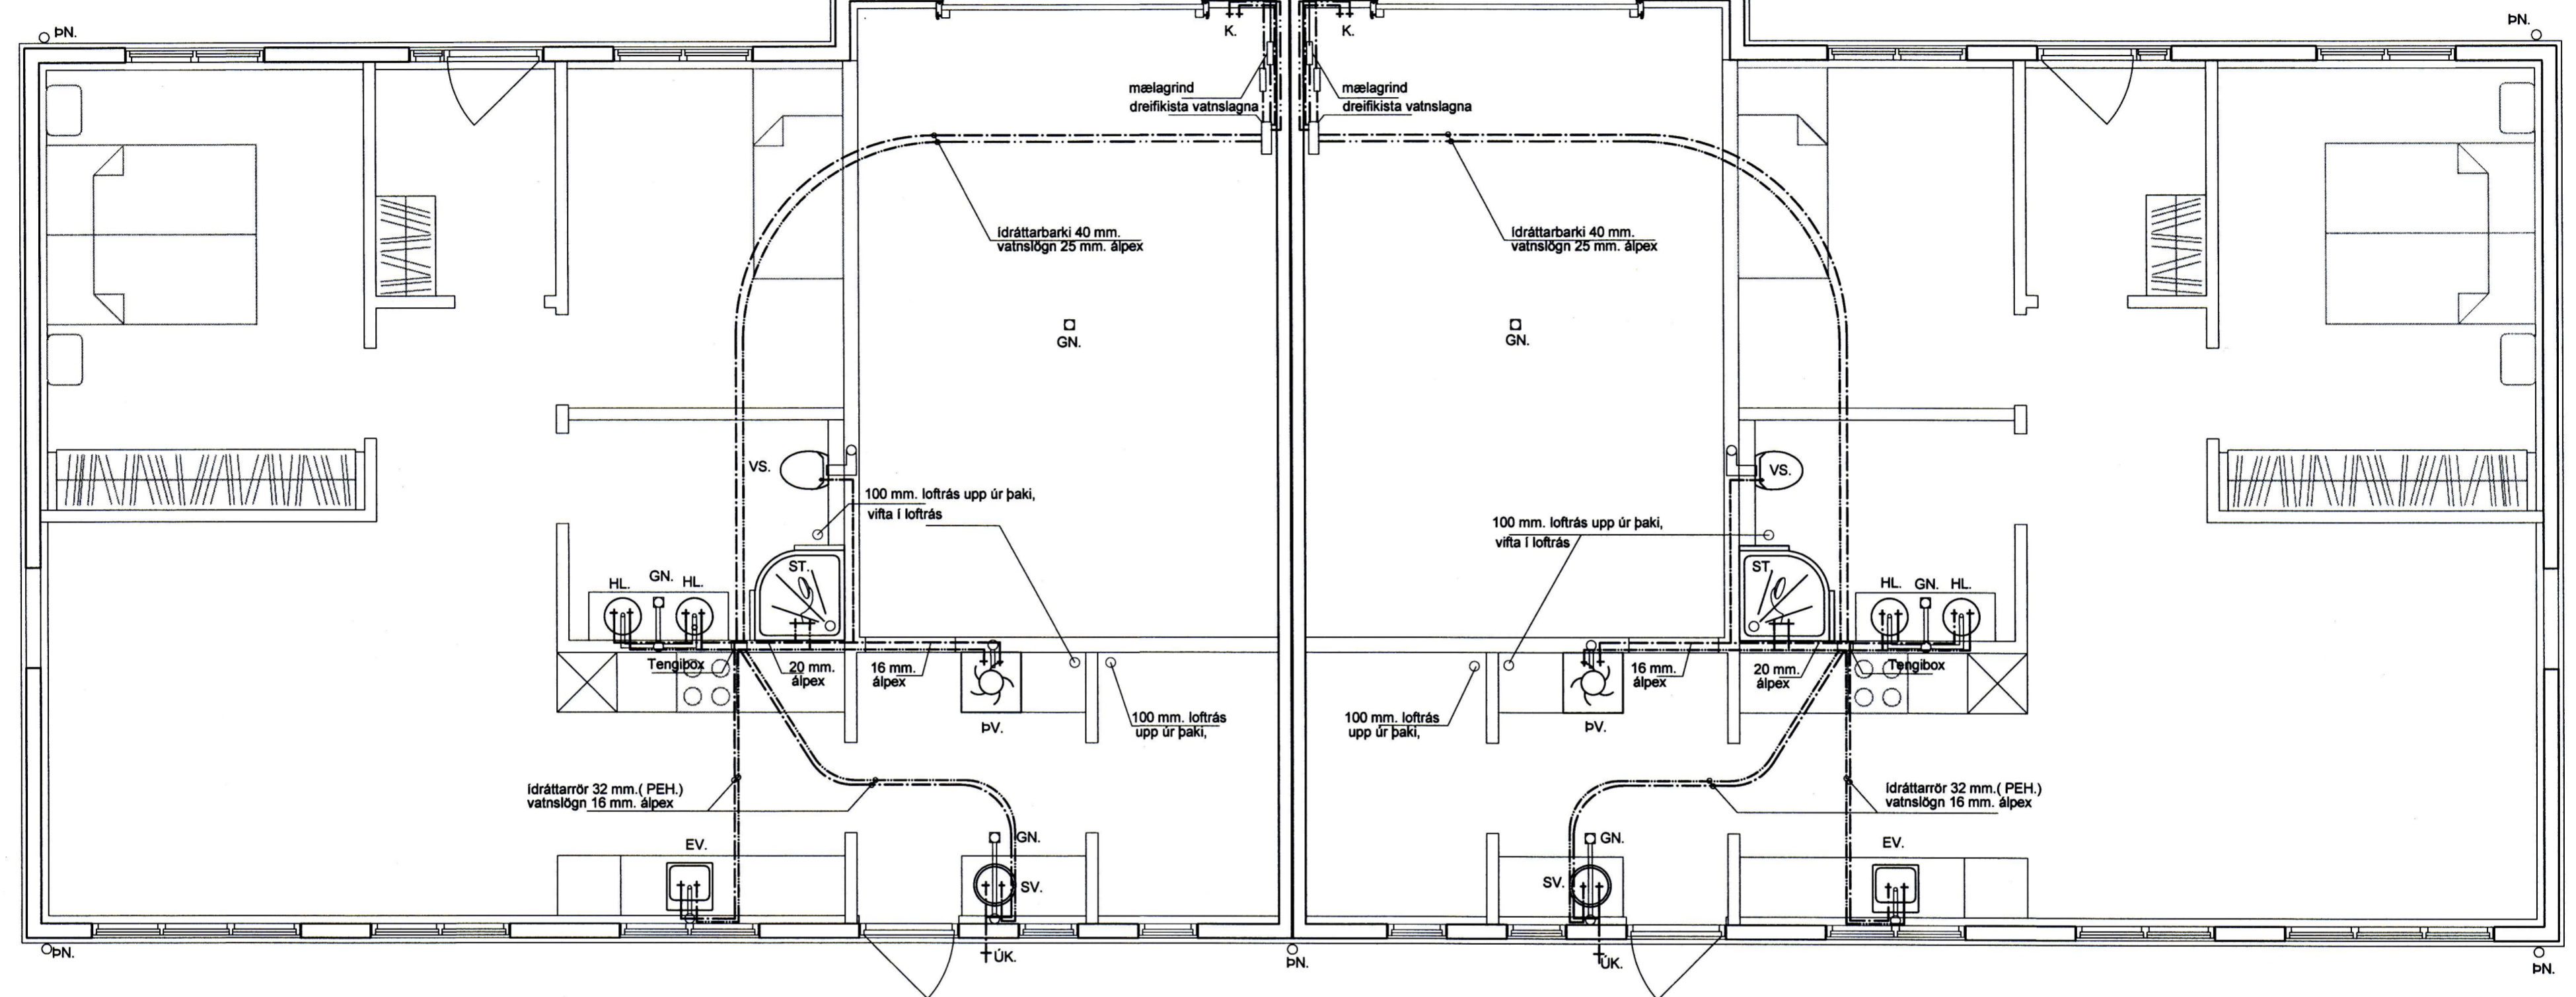 ÞN.
ÞN.
K.
K.
mælagrind
dreifikista vatnslagna
mælagrind
dreifikista vatnslagna
ídráttarbarki 40 mm.
vatnslögn 25 mm. álpex
ídráttarbarki 40 mm.
vatnslögn 25 mm. álpex
GN.
GN.
VS.
VS.
100 mm. loftrás upp úr þaki,
vifta í loftrás
100 mm. loftrás upp úr þaki,
vifta í loftrás
ST.
ST.
HL.
GN.
HL.
HL.
GN.
HL.
Tengibox
20 mm.
álpex
16 mm.
álpex
16 mm.
álpex
20 mm.
álpex
Tengibox
ÞV.
100 mm. loftrás
upp úr þaki,
100 mm. loftrás
upp úr þaki,
ÞV.
ídráttarrör 32 mm.( PEH.)
vatnslögn 16 mm. álpex
ídráttarrör 32 mm.( PEH.)
vatnslögn 16 mm. álpex
EV.
GN.
SV.
GN.
SV.
EV.
ÞN.
ÚK.
ÞN.
ÚK.
ÞN.